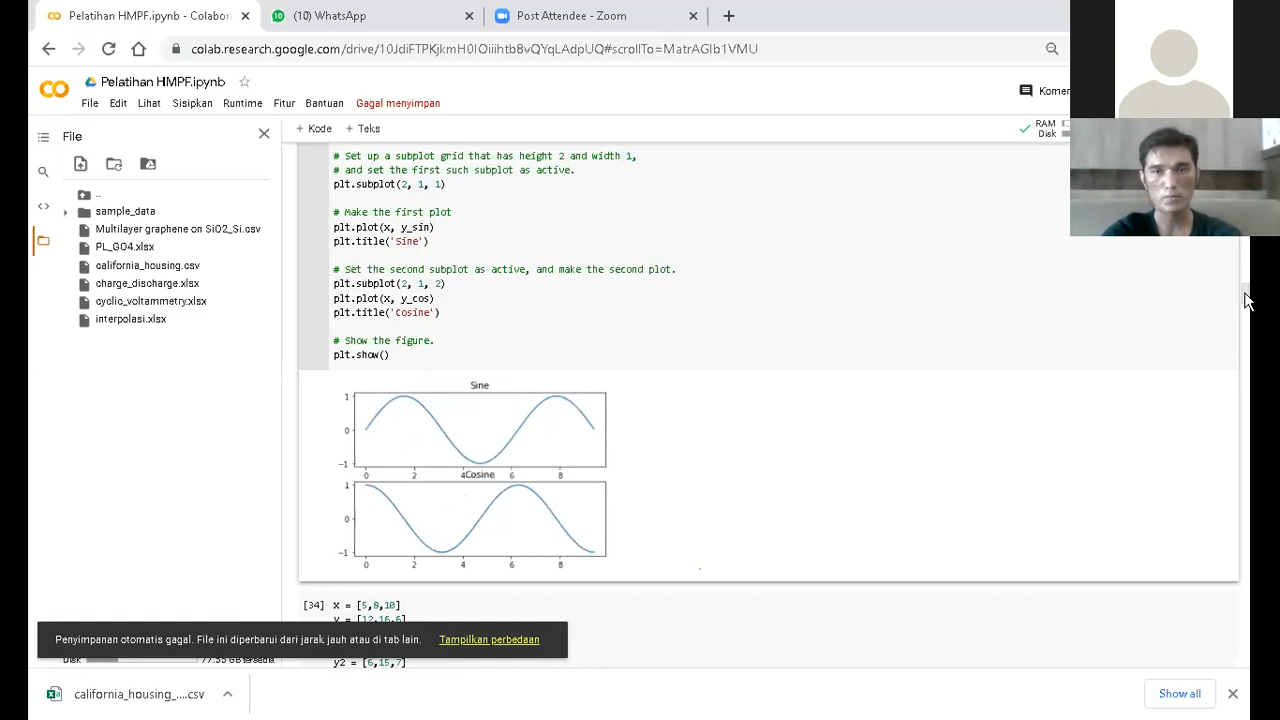 Pelatihan HMPF.ipynb - Colabora
(10) WhatsApp
Post Attendee - Zoom
colab.research.google.com/drive/10JdiFTPKjkmH0IOiihtb8vQYqLAdpUQ#scrollTo=MatrAGIb1VMU
Pelatihan HMPF.ipynb
File Edit Lihat Sisipkan Runtime Fitur Bantuan Gagal menyimpan
Komen
File
+ Kode + Teks
RAM
Disk
..
sample_data
Multilayer graphene on SiO2_Si.csv
PL_GO4.xlsx
california_housing.csv
charge_discharge.xlsx
cyclic_voltammetry.xlsx
interpolasi.xlsx
# Set up a subplot grid that has height 2 and width 1,
# and set the first such subplot as active.
plt.subplot(2, 1, 1)
# Make the first plot
plt.plot(x, y_sin)
plt.title('Sine')
# Set the second subplot as active, and make the second plot.
plt.subplot(2, 1, 2)
plt.plot(x, y_cos)
plt.title('Cosine')
# Show the figure.
plt.show()
Sine
1
0
-1
0 2 4 6 8
Cosine
1
0
-1
0 2 4 6 8
[34] x = [5,8,10]
y = [12,16,6]
y2 = [6,15,7]
Penyimpanan otomatis gagal. File ini diperbarui dari jarak jauh atau di tab lain. Tampilkan perbedaan
Disk
california_housing_....csv
Show all